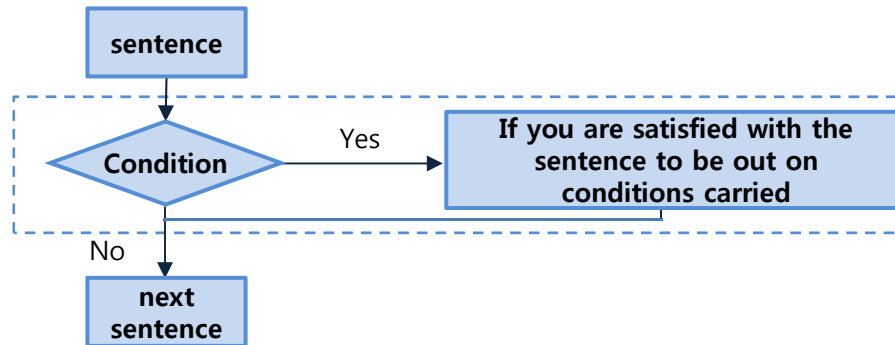 sentence
Condition
Yes
If you are satisfied with the
sentence to be out on
conditions carried
No
next
sentence